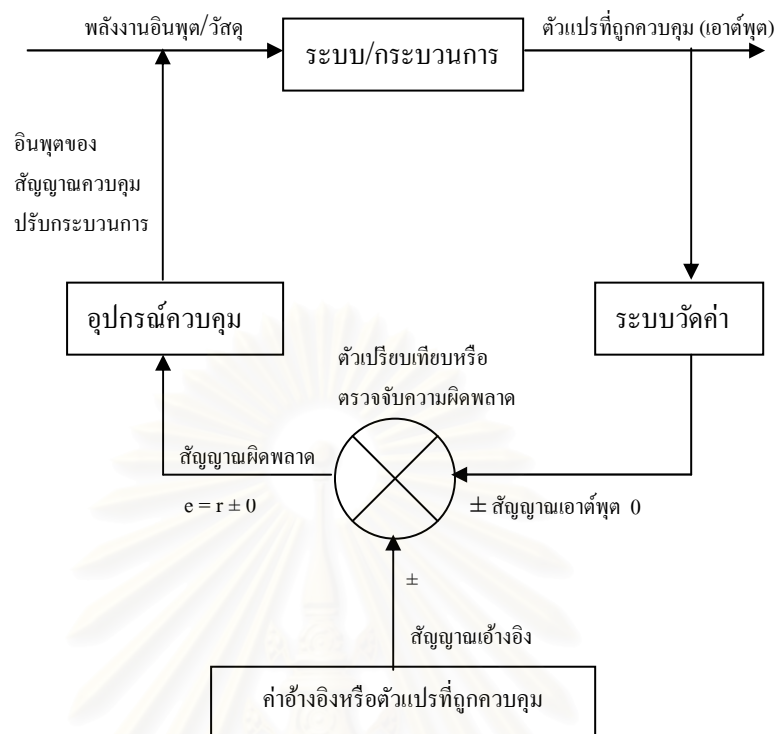 พลังงานอินพุต/วัสดุ
ระบบ/กระบวนการ
ตัวแปรที่ถูกควบคุม (เอาต์พุต)
อินพุตของ
สัญญาณควบคุม
ปรับกระบวนการ
อุปกรณ์ควบคุม
ระบบวัดค่า
ตัวเปรียบเทียบหรือ
ตรวจจับความผิดพลาด
สัญญาณผิดพลาด
e = r ± 0
± สัญญาณเอาต์พุต 0
±
สัญญาณเอ้างอิง
ค่าอ้างอิงหรือตัวแปรที่ถูกควบคุม